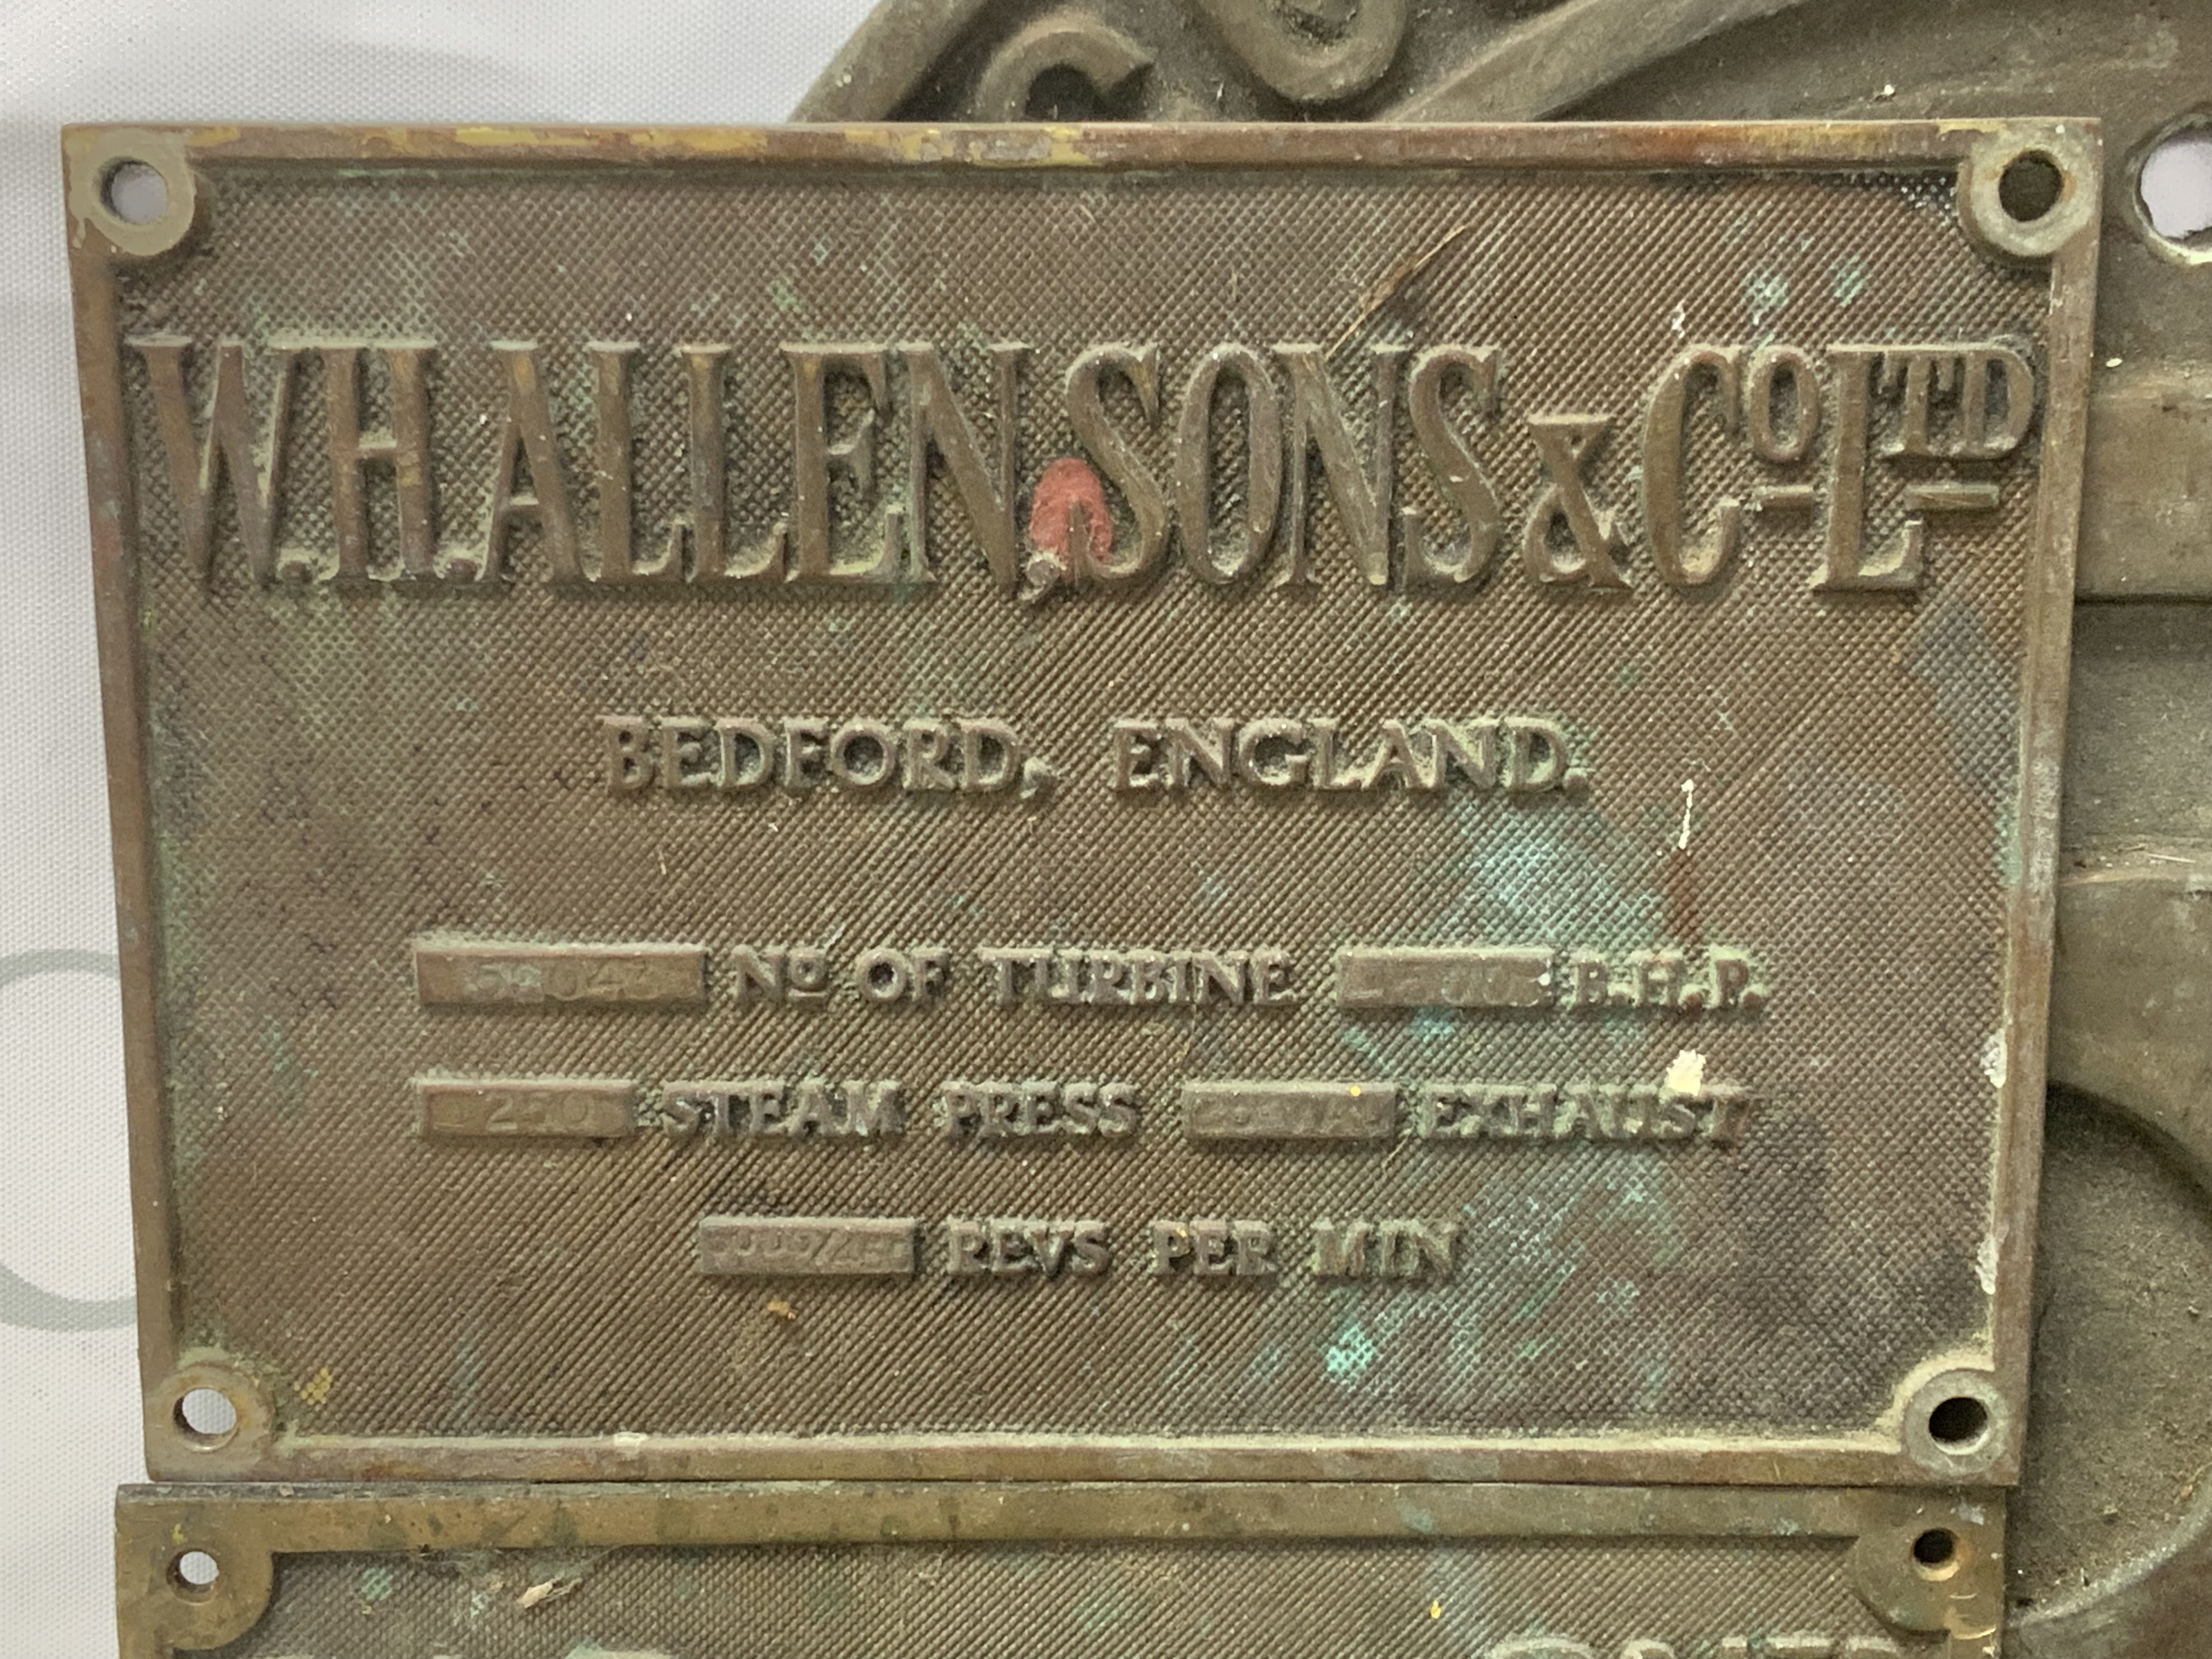 W.H.ALLEN,SONS & Co LTD
BEDFORD, ENGLAND.
No OF TURBINE B.H.P.
250 STEAM PRESS EXHAUST
REVS PER MIN